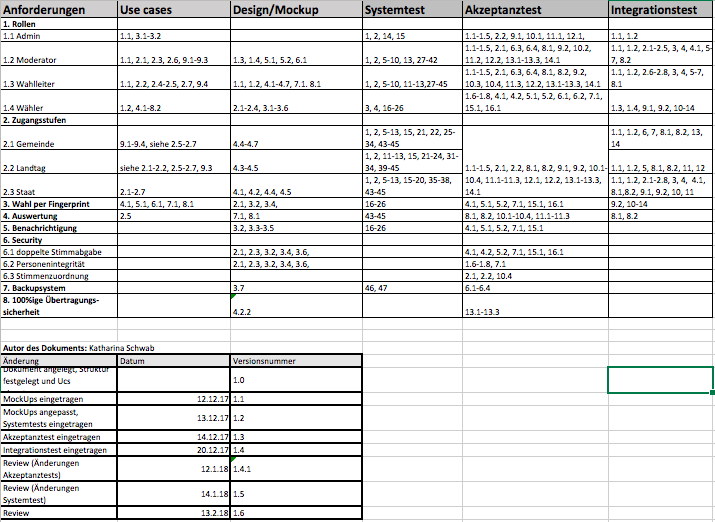 Anforderungen Use cases Design/Mockup Systemtest Akzeptanztest Integrationstest
1. Rollen
1.1 Admin 1.1, 3.1-3.2 1, 2, 14, 15 1.1-1.5, 2.2, 9.1, 10.1, 11.1, 12.1, 1.1, 1.2
1.2 Moderator 1.1, 2.1, 2.3, 2.6, 9.1-9.3 1.3, 1.4, 5.1, 5.2, 6.1 1, 2, 5-10, 13, 27-42 1.1-1.5, 2.1, 6.3, 6.4, 8.1, 9.2, 10.2, 11.2, 12.2, 13.1-13.3, 14.1 1.1, 1.2, 2.1-2.5, 3, 4, 4.1, 5-7, 8.2
1.3 Wahlleiter 1.1, 2.2, 2.4-2.5, 2.7, 9.4 1.1, 1.2, 4.1-4.7, 7.1. 8.1 1, 2, 5-10, 11-13,27-45 1.1-1.5, 2.1, 6.3, 6.4, 8.1, 8.2, 9.2, 10.3, 10.4, 11.3, 12.2, 13.1-13.3, 14.1 1.1, 1.2, 2.6-2.8, 3, 4, 5-7, 8.1
1.4 Wähler 1.2, 4.1-8.2 2.1-2.4, 3.1-3.6 3, 4, 16-26 1.6-1.8, 4.1, 4.2, 5.1, 5.2, 6.1, 6.2, 7.1, 15.1, 16.1 1.3, 1.4, 9.1, 9.2, 10-14
2. Zugangsstufen
2.1 Gemeinde 9.1-9.4, siehe 2.5-2.7 4.4-4.7 1, 2, 5-13, 15, 21, 22, 25-34, 43-45 1.1, 1.2, 6, 7, 8.1, 8.2, 13, 14
2.2 Landtag siehe 2.1-2.2, 2.5-2.7, 9.3 4.3-4.5 1, 2, 11-13, 15, 21-24, 31-34, 39-45 1.1-1.5, 2.1, 2.2, 8.1, 8.2, 9.1, 9.2, 10.1- 1.1, 1.2, 5, 8.1, 8.2, 11, 12
2.3 Staat 2.1-2.7 4.1, 4.2, 4.4, 4.5 1, 2, 5-13, 15-20, 35-38, 43-45 10.4, 11.1-11.3, 12.1, 12.2, 13.1-13.3, 14.1 1.1, 1.2, 2.1-2.8, 3, 4, 4.1, 8.1,8.2, 9.1, 9.2, 10, 11
3. Wahl per Fingerprint 4.1, 5.1, 6.1, 7.1, 8.1 2.1, 3.2, 3.4, 16-26 4.1, 5.1, 5.2, 7.1, 15.1, 16.1 9.2, 10-14
4. Auswertung 2.5 7.1, 8.1 43-45 8.1, 8.2, 10.1-10.4, 11.1-11.3 8.1, 8.2
5. Benachrichtigung 3.2, 3.3-3.5 16-26 4.1, 5.1, 5.2, 7.1, 15.1
6. Security
6.1 doppelte Stimmabgabe 2.1, 2.3, 3.2, 3.4, 3.6, 4.1, 4.2, 5.2, 7.1, 15.1, 16.1
6.2 Personenintegrität 2.1, 2.3, 3.2, 3.4, 3.6, 1.6-1.8, 7.1
6.3 Stimmenzuordnung 2.1, 2.2, 10.4
7. Backupsystem 3.7 46, 47 6.1-6.4
8. 100%ige Übertragungs-
sicherheit 4.2.2 13.1-13.3
Autor des Dokuments: Katharina Schwab
Änderung Datum Versionsnummer
Dokument angelegt, Struktur
festgelegt und Ucs 1.0
MockUps eingetragen 12.12.17 1.1
MockUps angepasst,
Systemtests eingetragen 13.12.17 1.2
Akzeptanztest eingetragen 14.12.17 1.3
Integrationstest eingetragen 20.12.17 1.4
Review (Änderungen
Akzeptanztests) 12.1.18 1.4.1
Review (Änderungen
Systemtest) 14.1.18 1.5
Review 13.2.18 1.6